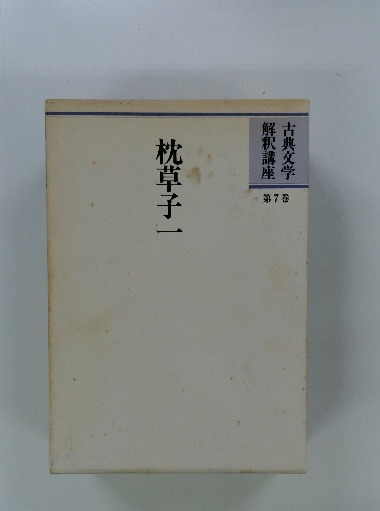 古典文学
解釈講座
第7巻
枕草子一